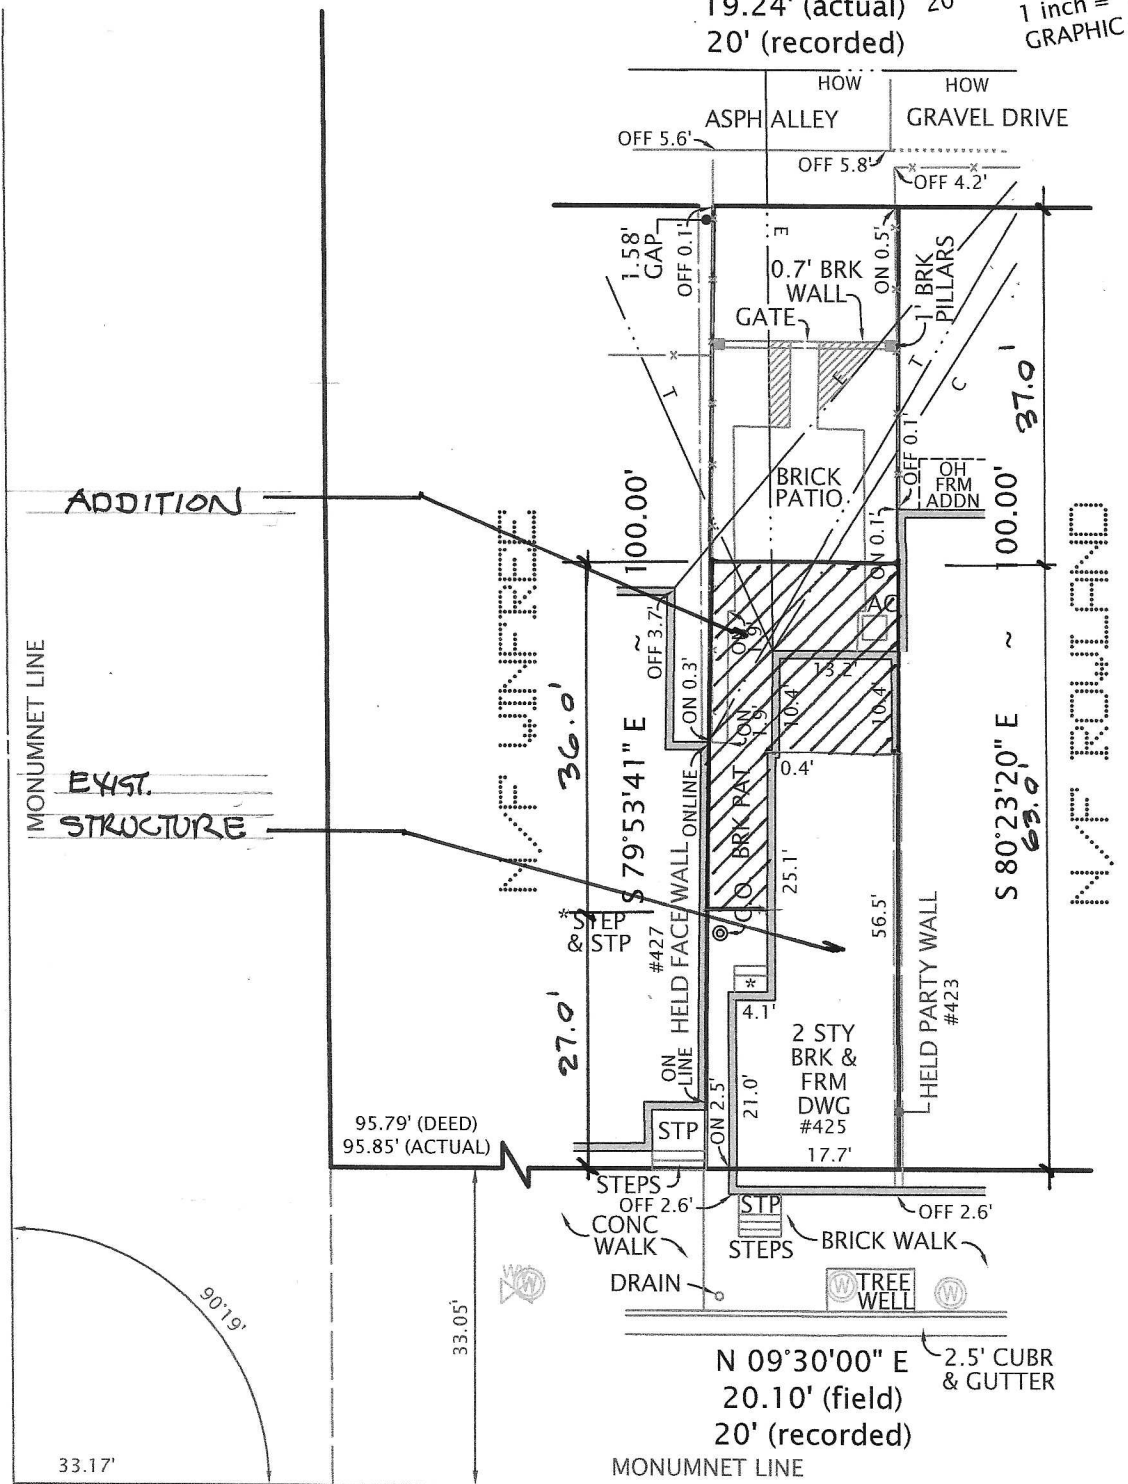 19.24' (actual) 20
20' (recorded)
1 inch =
GRAPHIC
HOW
HOW
ASPH ALLEY
GRAVEL DRIVE
OFF 5.6'
OFF 5.8'
OFF 4.2'
1.58'
GAP
OFF 0.1'
E
ON 0.5'
0.7' BRK
WALL
GATE
1' BRK
PILLARS
T
E
T
C
37.0'
OFF 0.1'
ADDITION
BRICK
PATIO
OH
FRM
ADDN
100.00'
100.00'
ON 0.1'
N/F WINFREE
N/F ROWLAND
AC
OFF 3.7'
~
~
ON
1.9'
13.2'
ON 0.3'
ON
1.9'
10.4'
10.4'
MONUMNET LINE
36.0'
S 79°53'41" E
S 80°23'20" E
63.0'
0.4'
EXIST.
STRUCTURE
ONLINE
BRK PAT
25.1'
56.5'
C.O.
*STEP
& STP
#427
HELD FACE WALL
HELD PARTY WALL
#423
*
4.1'
27.0'
2 STY
BRK &
FRM
DWG
#425
17.7'
ON
LINE
ON 2.5'
21.0'
95.79' (DEED)
95.85' (ACTUAL)
STP
STEPS
OFF 2.6'
STP
OFF 2.6'
CONC
WALK
STEPS
BRICK WALK
DRAIN
W
W
W
TREE
WELL
W
90°19'
33.05'
N 09°30'00" E
20.10' (field)
20' (recorded)
2.5' CUBR
& GUTTER
33.17'
MONUMNET LINE